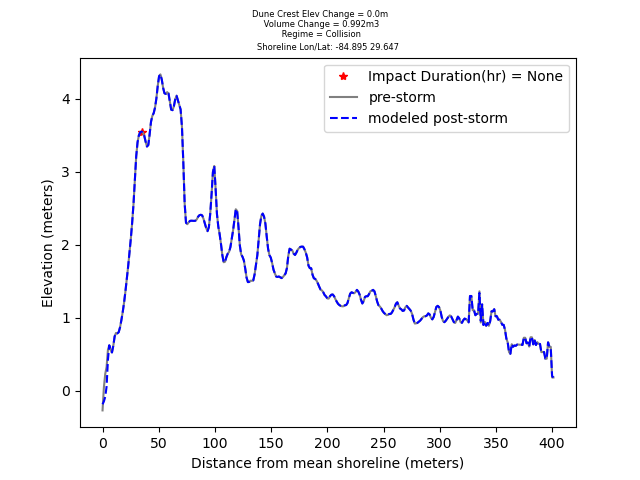 Dune Crest Elev Change = 0.0m
Volume Change = 0.992m3
Regime = Collision
Shoreline Lon/Lat: -84.895 29.647
Impact Duration(hr) = None
pre-storm
modeled post-storm
Elevation (meters)
4
3
2
1
0
0 50 100 150 200 250 300 350 400
Distance from mean shoreline (meters)